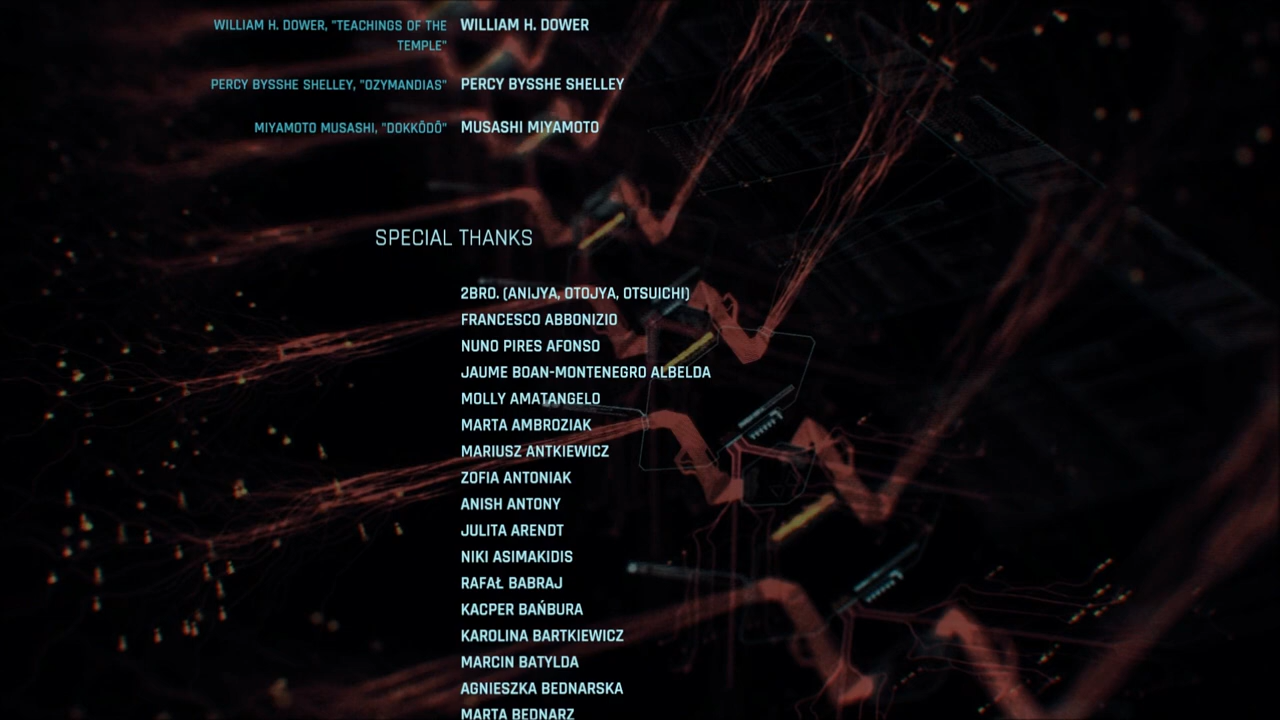 WILLIAM H. DOWER, "TEACHINGS OF THE TEMPLE" WILLIAM H. DOWER
PERCY BYSSHE SHELLEY, "OZYMANDIAS" PERCY BYSSHE SHELLEY
MIYAMOTO MUSASHI, "DOKKŌDŌ" MUSASHI MIYAMOTO
SPECIAL THANKS
2BRO. (ANIJYA, OTOJYA, OTSUICHI)
FRANCESCO ABBONIZIO
NUNO PIRES AFONSO
JAUME BOAN-MONTENEGRO ALBELDA
MOLLY AMATANGELO
MARTA AMBROZIAK
MARIUSZ ANTKIEWICZ
ZOFIA ANTONIAK
ANISH ANTONY
JULITA ARENDT
NIKI ASIMAKIDIS
RAFAŁ BABRAJ
KACPER BAŃBURA
KAROLINA BARTKIEWICZ
MARCIN BATYLDA
AGNIESZKA BEDNARSKA
MARTA BEDNARZ